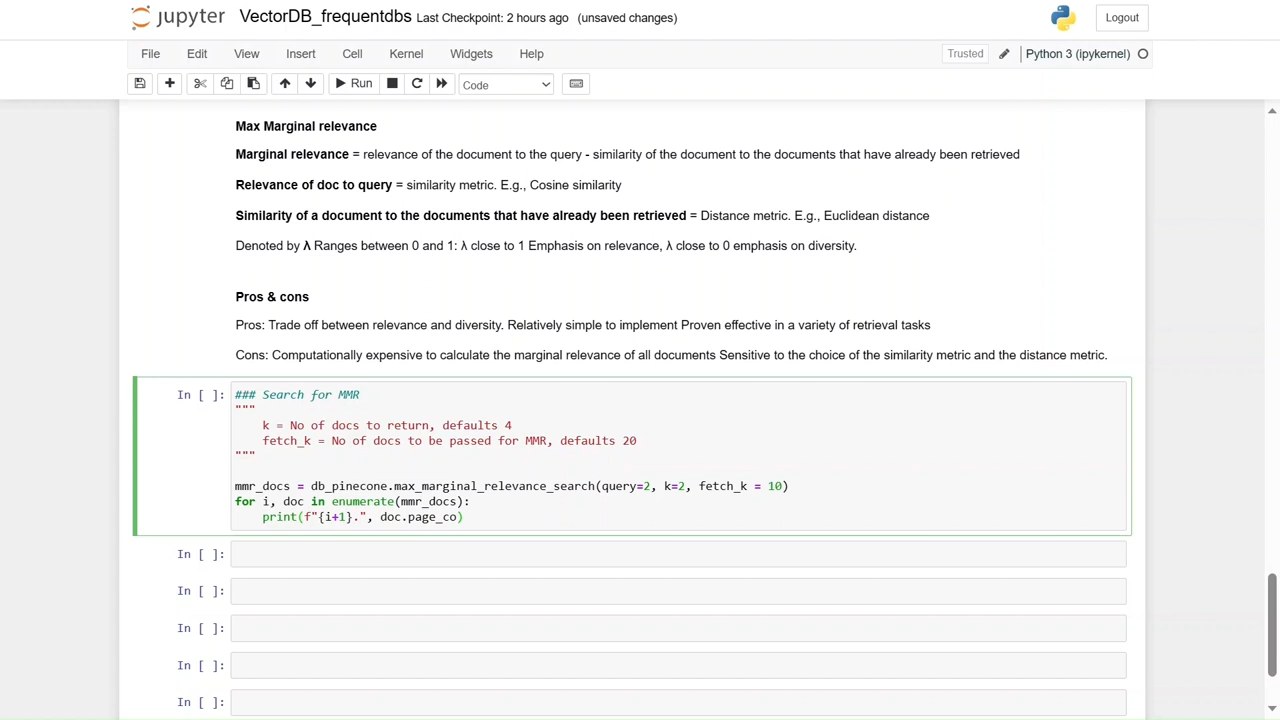 jupyter VectorDB_frequentdbs Last Checkpoint: 2 hours ago (unsaved changes) Logout
File Edit View Insert Cell Kernel Widgets Help Trusted Python 3 (ipykernel)
Run Code
Max Marginal relevance
Marginal relevance = relevance of the document to the query - similarity of the document to the documents that have already been retrieved
Relevance of doc to query = similarity metric. E.g., Cosine similarity
Similarity of a document to the documents that have already been retrieved = Distance metric. E.g., Euclidean distance
Denoted by λ Ranges between 0 and 1: λ close to 1 Emphasis on relevance, λ close to 0 emphasis on diversity.
Pros & cons
Pros: Trade off between relevance and diversity. Relatively simple to implement Proven effective in a variety of retrieval tasks
Cons: Computationally expensive to calculate the marginal relevance of all documents Sensitive to the choice of the similarity metric and the distance metric.
In [ ]: ### Search for MMR
"""
k = No of docs to return, defaults 4
fetch_k = No of docs to be passed for MMR, defaults 20
"""
mmr_docs = db_pinecone.max_marginal_relevance_search(query=2, k=2, fetch_k = 10)
for i, doc in enumerate(mmr_docs):
print(f"{i+1}.", doc.page_co)
In [ ]:
In [ ]:
In [ ]:
In [ ]:
In [ ]: